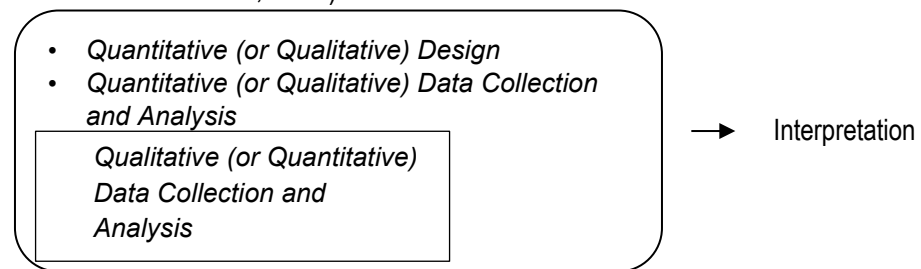 • Quantitative (or Qualitative) Design
• Quantitative (or Qualitative) Data Collection
and Analysis
Qualitative (or Quantitative)
Data Collection and
Analysis
Interpretation